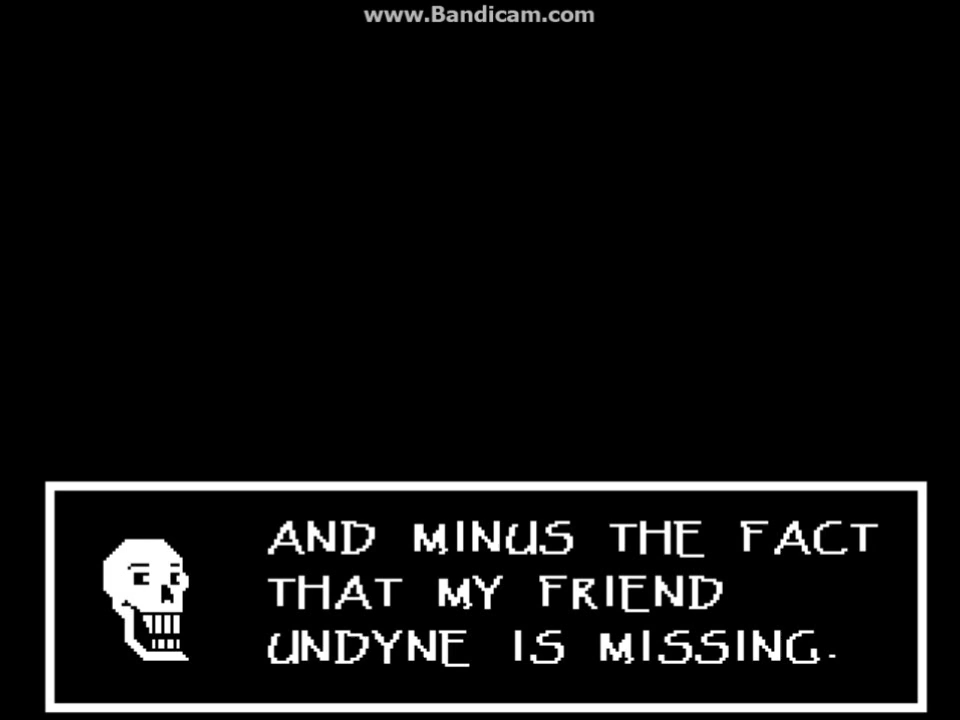 www.Bandicam.com
AND MINUS THE FACT
THAT MY FRIEND
UNDYNE IS MISSING.